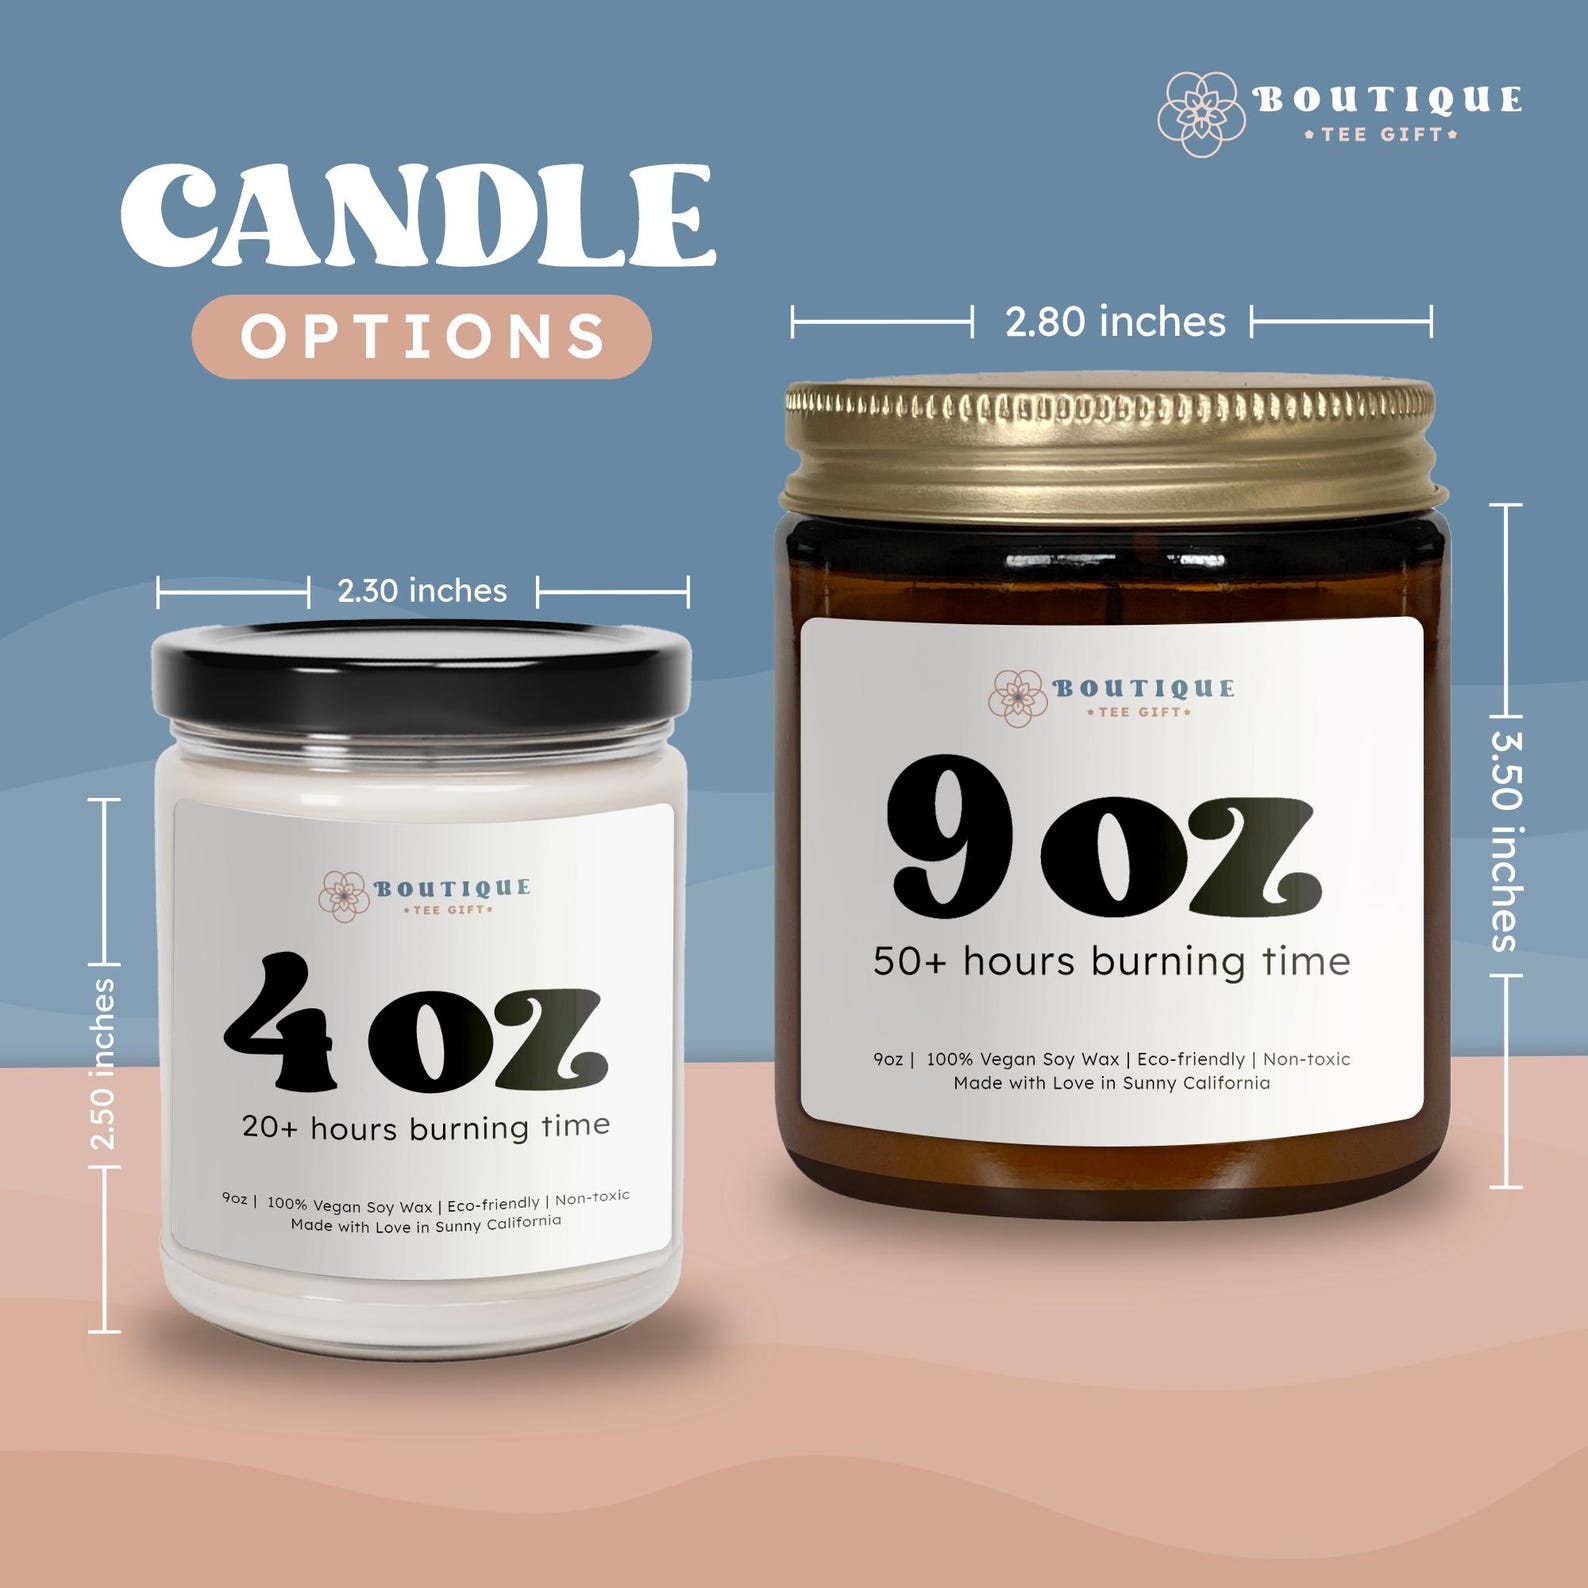 BOUTIQUE
TEE GIFT
CANDLE
OPTIONS
2.80 inches
2.30 inches
3.50 inches
2.50 inches
BOUTIQUE
TEE GIFT
9oz
50+ hours burning time
9oz | 100% Vegan Soy Wax | Eco-friendly | Non-toxic
Made with Love in Sunny California
BOUTIQUE
TEE GIFT
4oz
20+ hours burning time
9oz | 100% Vegan Soy Wax | Eco-friendly | Non-toxic
Made with Love in Sunny California